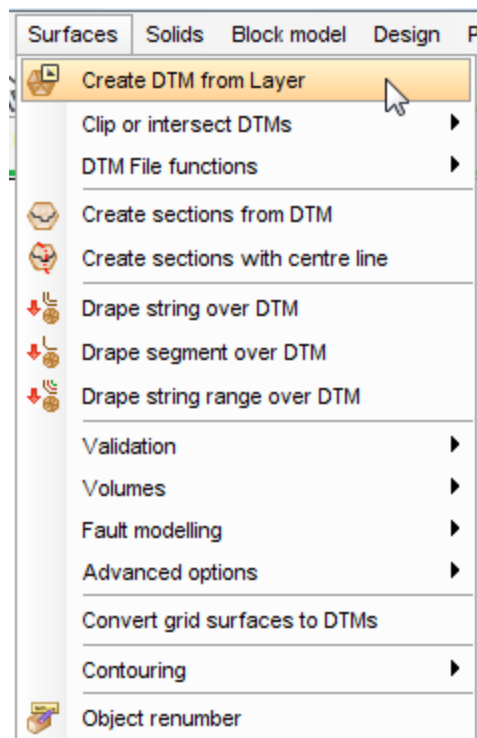 Surfaces Solids Block model Design P
Create DTM from Layer
Clip or intersect DTMs
DTM File functions
Create sections from DTM
Create sections with centre line
Drape string over DTM
Drape segment over DTM
Drape string range over DTM
Validation
Volumes
Fault modelling
Advanced options
Convert grid surfaces to DTMs
Contouring
Object renumber